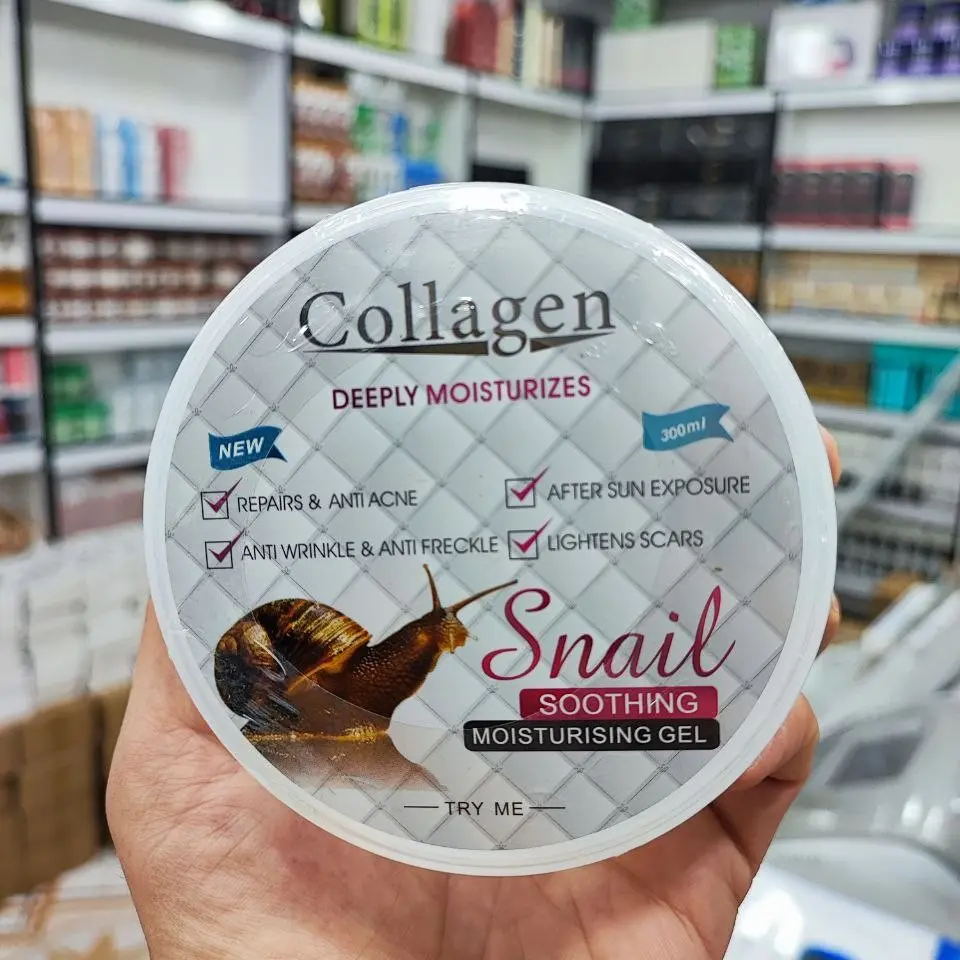 Collagen
DEEPLY MOISTURIZES
NEW
300ml
REPAIRS & ANTI ACNE
AFTER SUN EXPOSURE
ANTI WRINKLE & ANTI FRECKLE
LIGHTENS SCARS
Snail
SOOTHING
MOISTURISING GEL
TRY ME